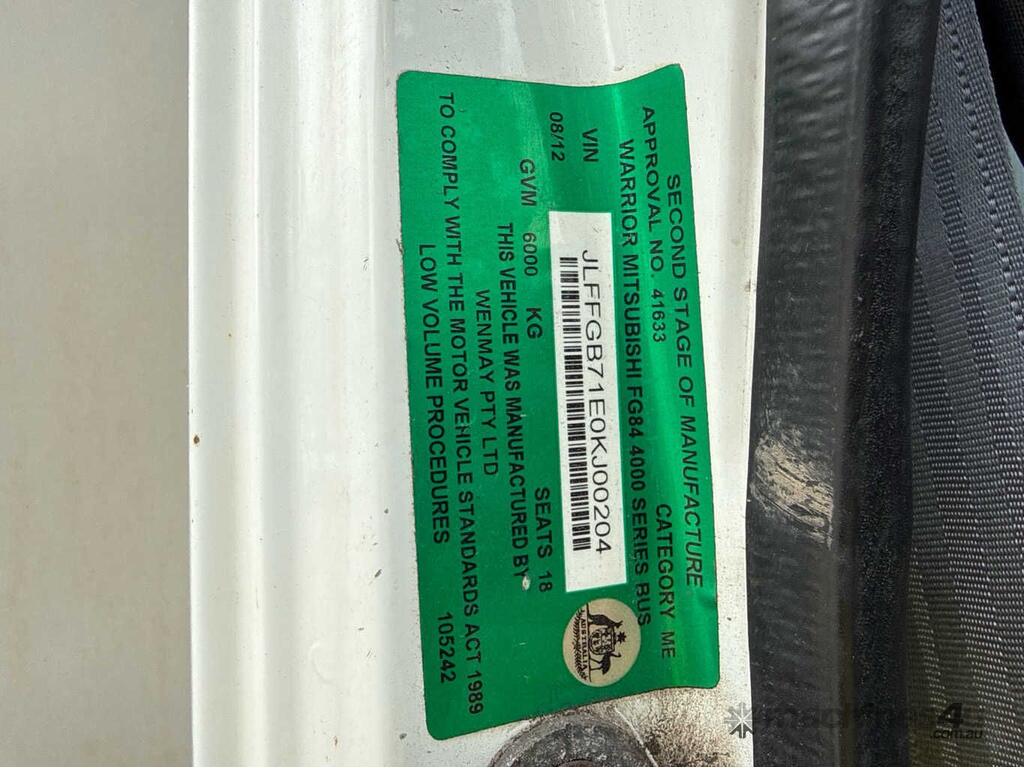 SECOND STAGE OF MANUFACTURE
APPROVAL NO. 41633 CATEGORY ME
WARRIOR MITSUBISHI FG84 4000 SERIES BUS
VIN JLFFGB71E0KJ00204
08/12
AUSTRALIA
GVM 6000 KG SEATS 18
THIS VEHICLE WAS MANUFACTURED BY
WENMAY PTY LTD
TO COMPLY WITH THE MOTOR VEHICLE STANDARDS ACT 1989
LOW VOLUME PROCEDURES 105242
machines4u
.com.au